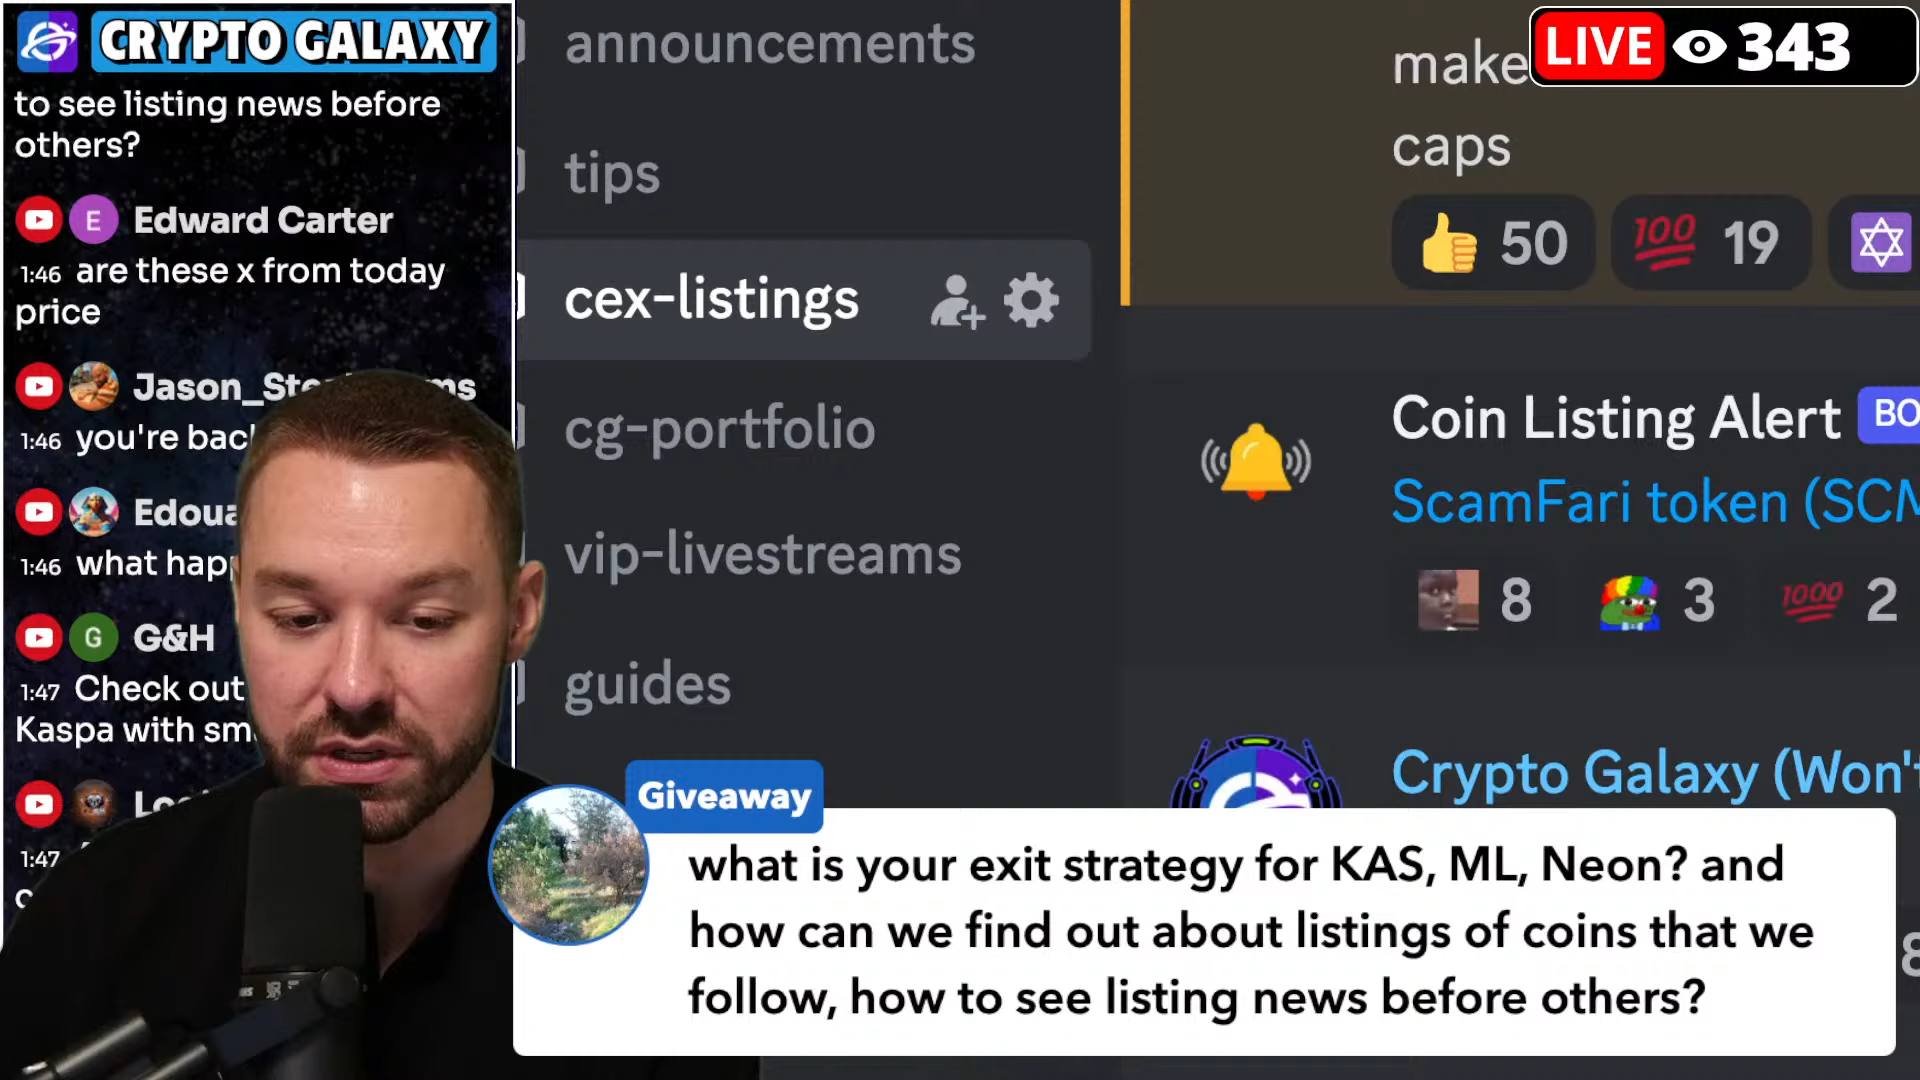 CRYPTO GALAXY
to see listing news before
others?
Edward Carter
1:46 are these x from today
price
1:46 you're
1:46 what
G&H
1:47 Check out
Kaspa with
1:47
announcements
tips
cex-listings
cg-portfolio
vip-livestreams
guides
LIVE 343
make
caps
50 100 19
Coin Listing Alert
ScamFari token
8 3 1000 2
Crypto Galaxy
Giveaway
what is your exit strategy for KAS, ML, Neon? and
how can we find out about listings of coins that we
follow, how to see listing news before others?